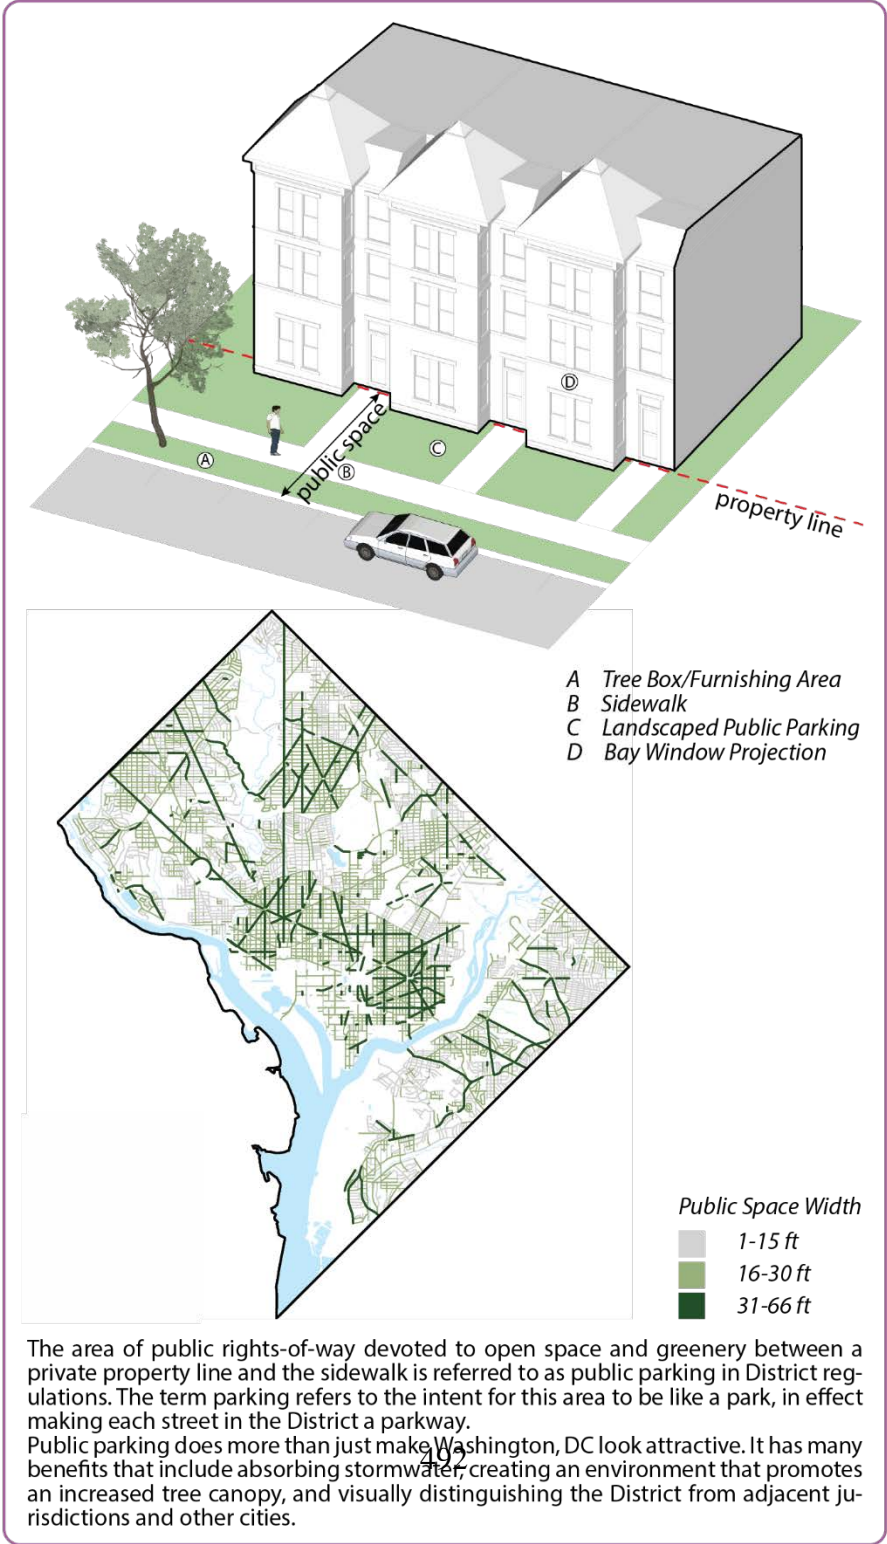 D
C
A
B
public space
property line
A Tree Box/Furnishing Area
B Sidewalk
C Landscaped Public Parking
D Bay Window Projection
Public Space Width
1-15 ft
16-30 ft
31-66 ft
The area of public rights-of-way devoted to open space and greenery between a
private property line and the sidewalk is referred to as public parking in District reg-
ulations. The term parking refers to the intent for this area to be like a park, in effect
making each street in the District a parkway.
Public parking does more than just make Washington, DC look attractive. It has many
492
benefits that include absorbing stormwater, creating an environment that promotes
an increased tree canopy, and visually distinguishing the District from adjacent ju-
risdictions and other cities.